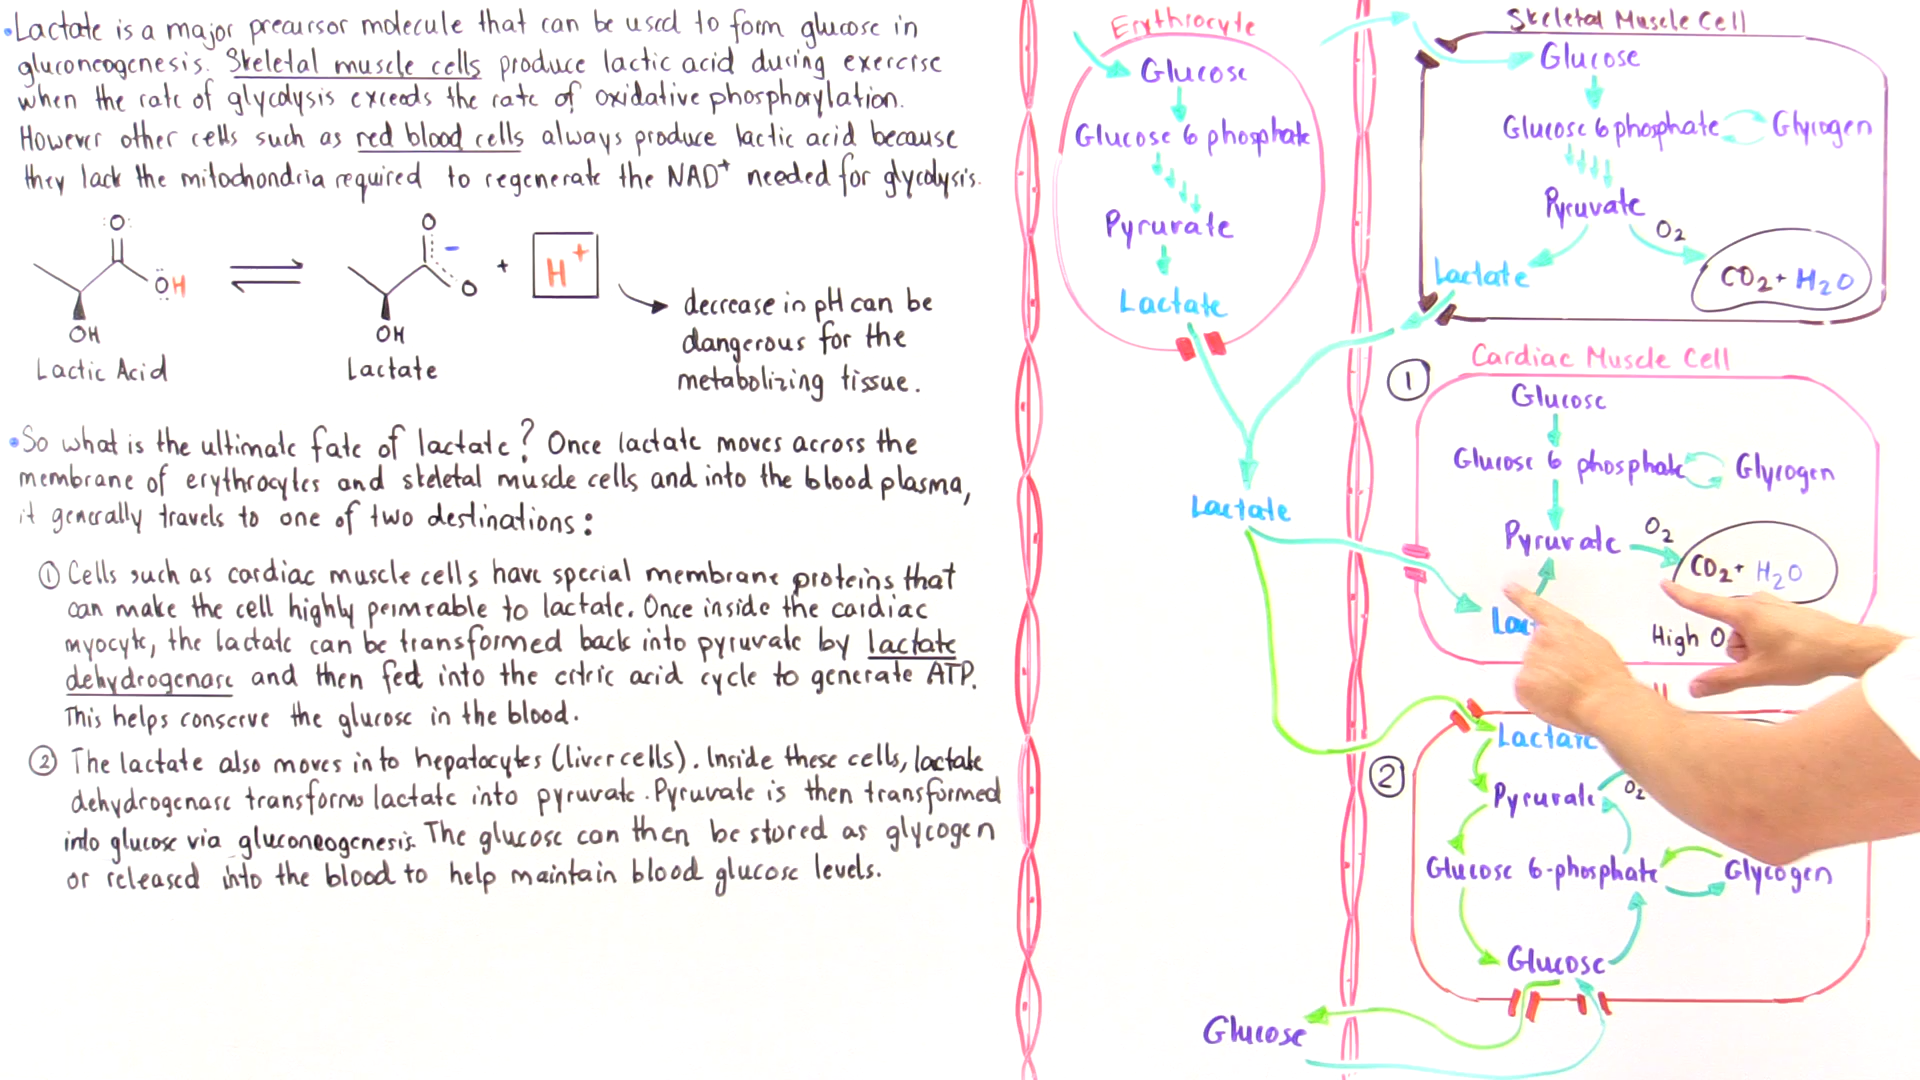 •Lactate is a major precursor molecule that can be used to form glucose in
gluconeogenesis. Skeletal muscle cells produce lactic acid during exercise
when the rate of glycolysis exceeds the rate of oxidative phosphorylation.
However other cells such as red blood cells always produce lactic acid because
they lack the mitochondria required to regenerate the NAD⁺ needed for glycolysis.
O
OH
OH
Lactic Acid
O
−
O
OH
Lactate
+
H⁺
decrease in pH can be
dangerous for the
metabolizing tissue.
•So what is the ultimate fate of lactate? Once lactate moves across the
membrane of erythrocytes and skeletal muscle cells and into the blood plasma,
it generally travels to one of two destinations:
① Cells such as cardiac muscle cells have special membrane proteins that
can make the cell highly permeable to lactate. Once inside the cardiac
myocyte, the lactate can be transformed back into pyruvate by lactate
dehydrogenase and then fed into the citric acid cycle to generate ATP.
This helps conserve the glucose in the blood.
② The lactate also moves into hepatocytes (liver cells). Inside these cells, lactate
dehydrogenase transforms lactate into pyruvate. Pyruvate is then transformed
into glucose via gluconeogenesis. The glucose can then be stored as glycogen
or released into the blood to help maintain blood glucose levels.
Erythrocyte
Glucose
Glucose 6 phosphate
Pyruvate
Lactate
Lactate
Skeletal Muscle Cell
Glucose
Glucose 6 phosphate
Glycogen
Pyruvate
O₂
Lactate
CO₂ + H₂O
①
Cardiac Muscle Cell
Glucose
Glucose 6 phosphate
Glycogen
Pyruvate
O₂
CO₂ + H₂O
High
②
Lactate
Pyruvate
O₂
Glucose 6-phosphate
Glycogen
Glucose
Glucose